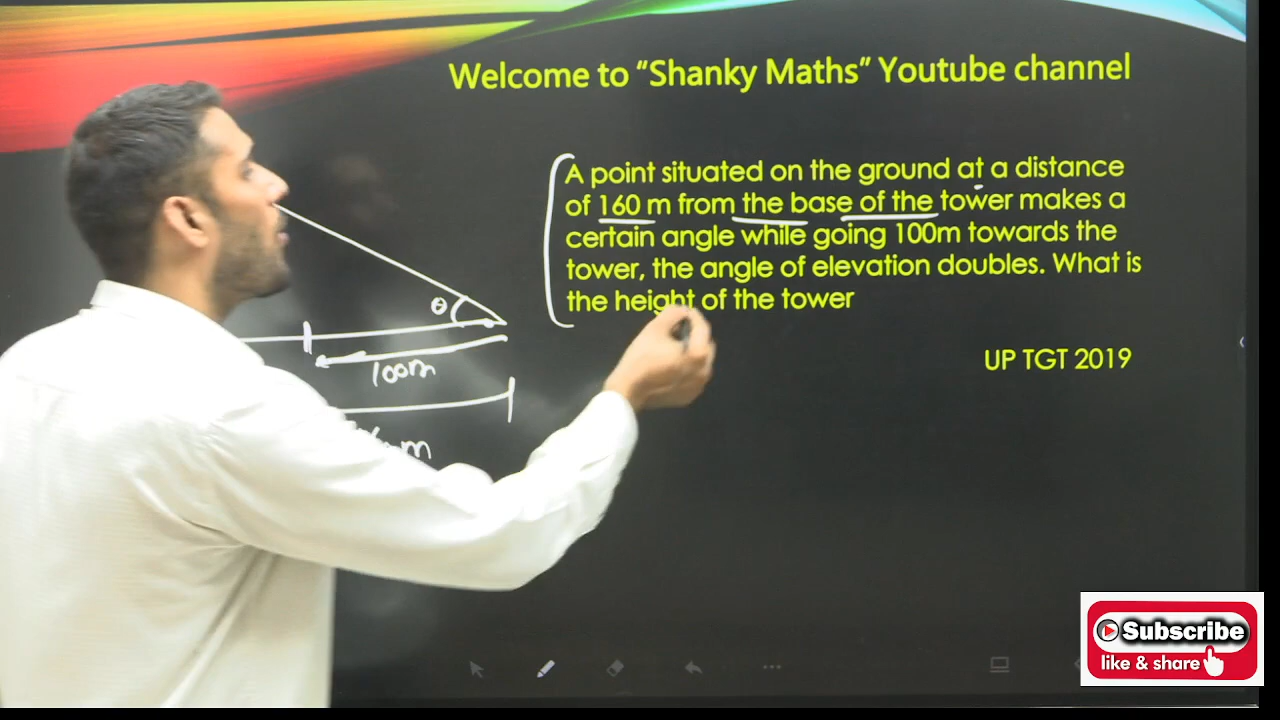 Welcome to “Shanky Maths” Youtube channel
A point situated on the ground at a distance
of 160 m from the base of the tower makes a
certain angle while going 100m towards the
tower, the angle of elevation doubles. What is
the height of the tower
UP TGT 2019
θ
100m
m
Subscribe
like & share